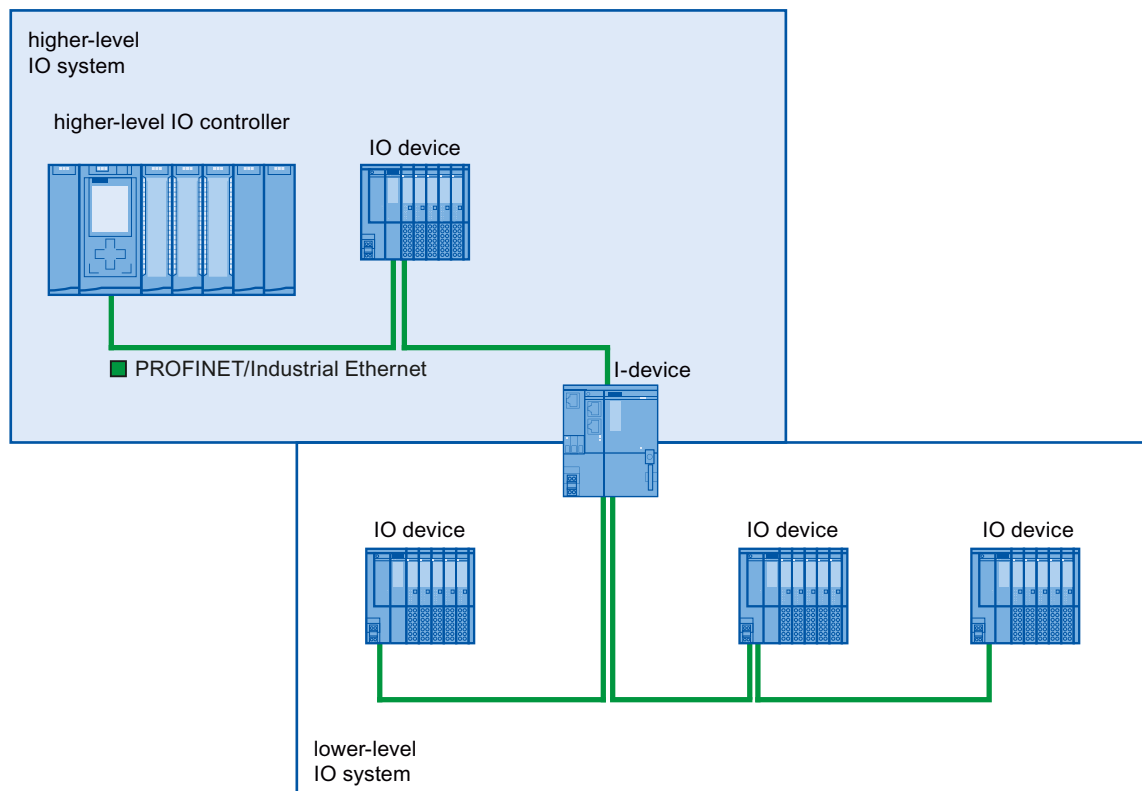 higher-level
IO system
higher-level IO controller
IO device
PROFINET/Industrial Ethernet
I-device
IO device
IO device
IO device
lower-level
IO system